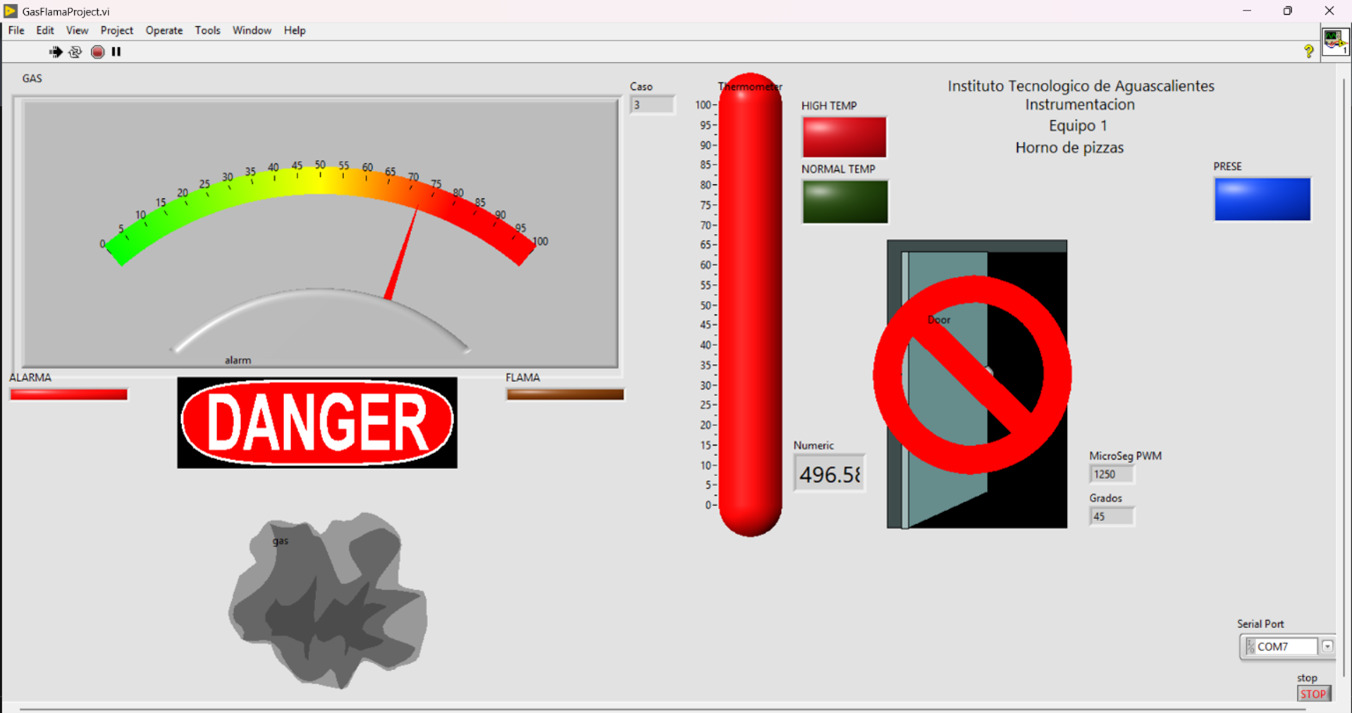 GasFlamaProject.vi
File Edit View Project Operate Tools Window Help
?
1
GAS
0 5 10 15 20 25 30 35 40 45 50 55 60 65 70 75 80 85 90 95 100
alarm
ALARMA
DANGER
FLAMA
gas
Caso
3
Thermometer
100
95
90
85
80
75
70
65
60
55
50
45
40
35
30
25
20
15
10
5
0
HIGH TEMP
NORMAL TEMP
Numeric
496.58
Instituto Tecnologico de Aguascalientes
Instrumentacion
Equipo 1
Horno de pizzas
PRESE
Door
MicroSeg PWM
1250
Grados
45
Serial Port
COM7
stop
STOP